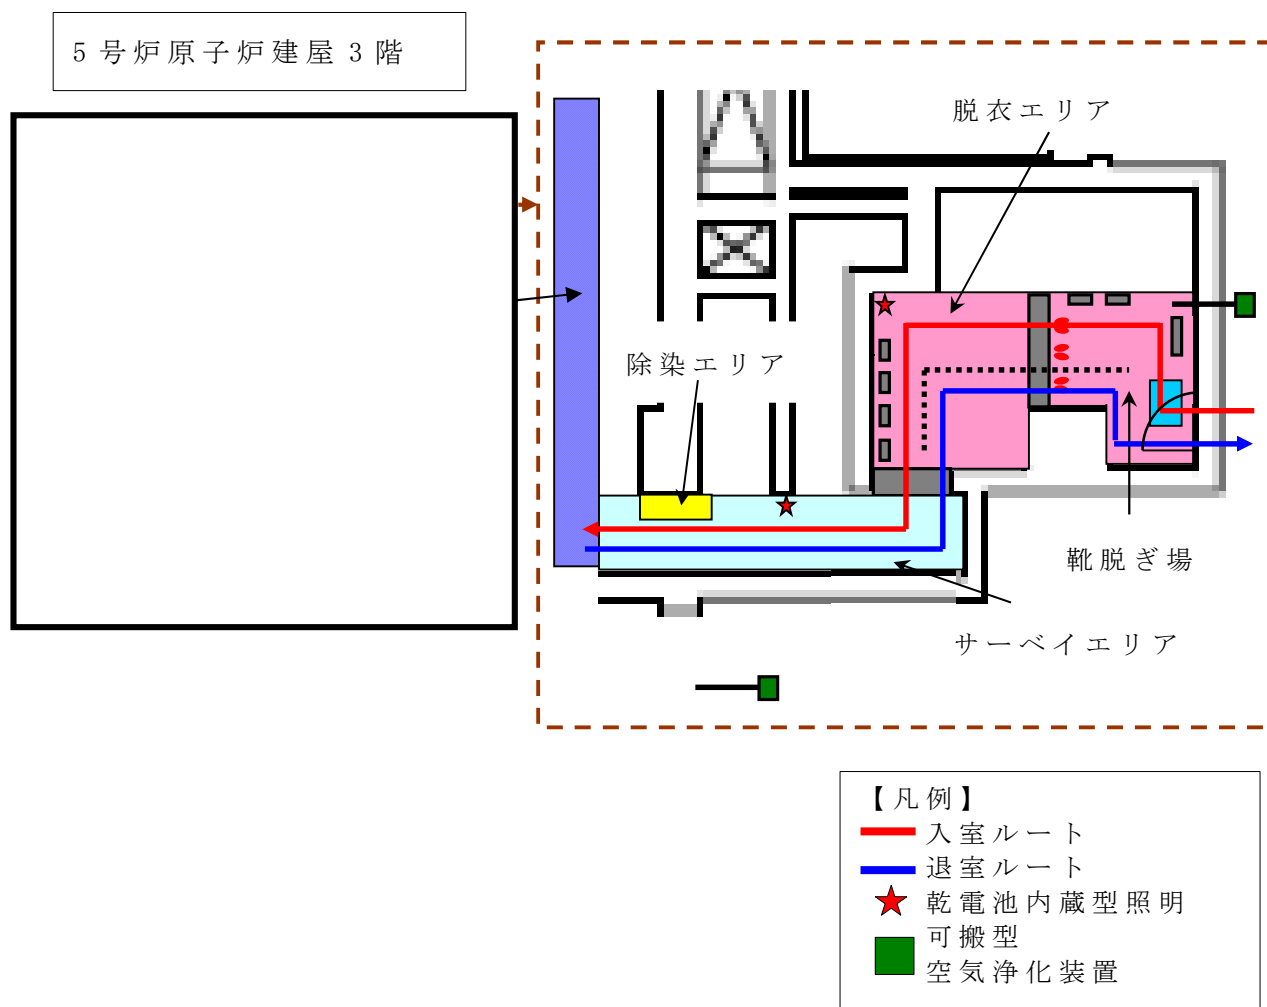 5号炉原子炉建屋3階
脱衣エリア
除染エリア
靴脱ぎ場
サーベイエリア
【凡例】
入室ルート
退室ルート
乾電池内蔵型照明
可搬型
空気浄化装置